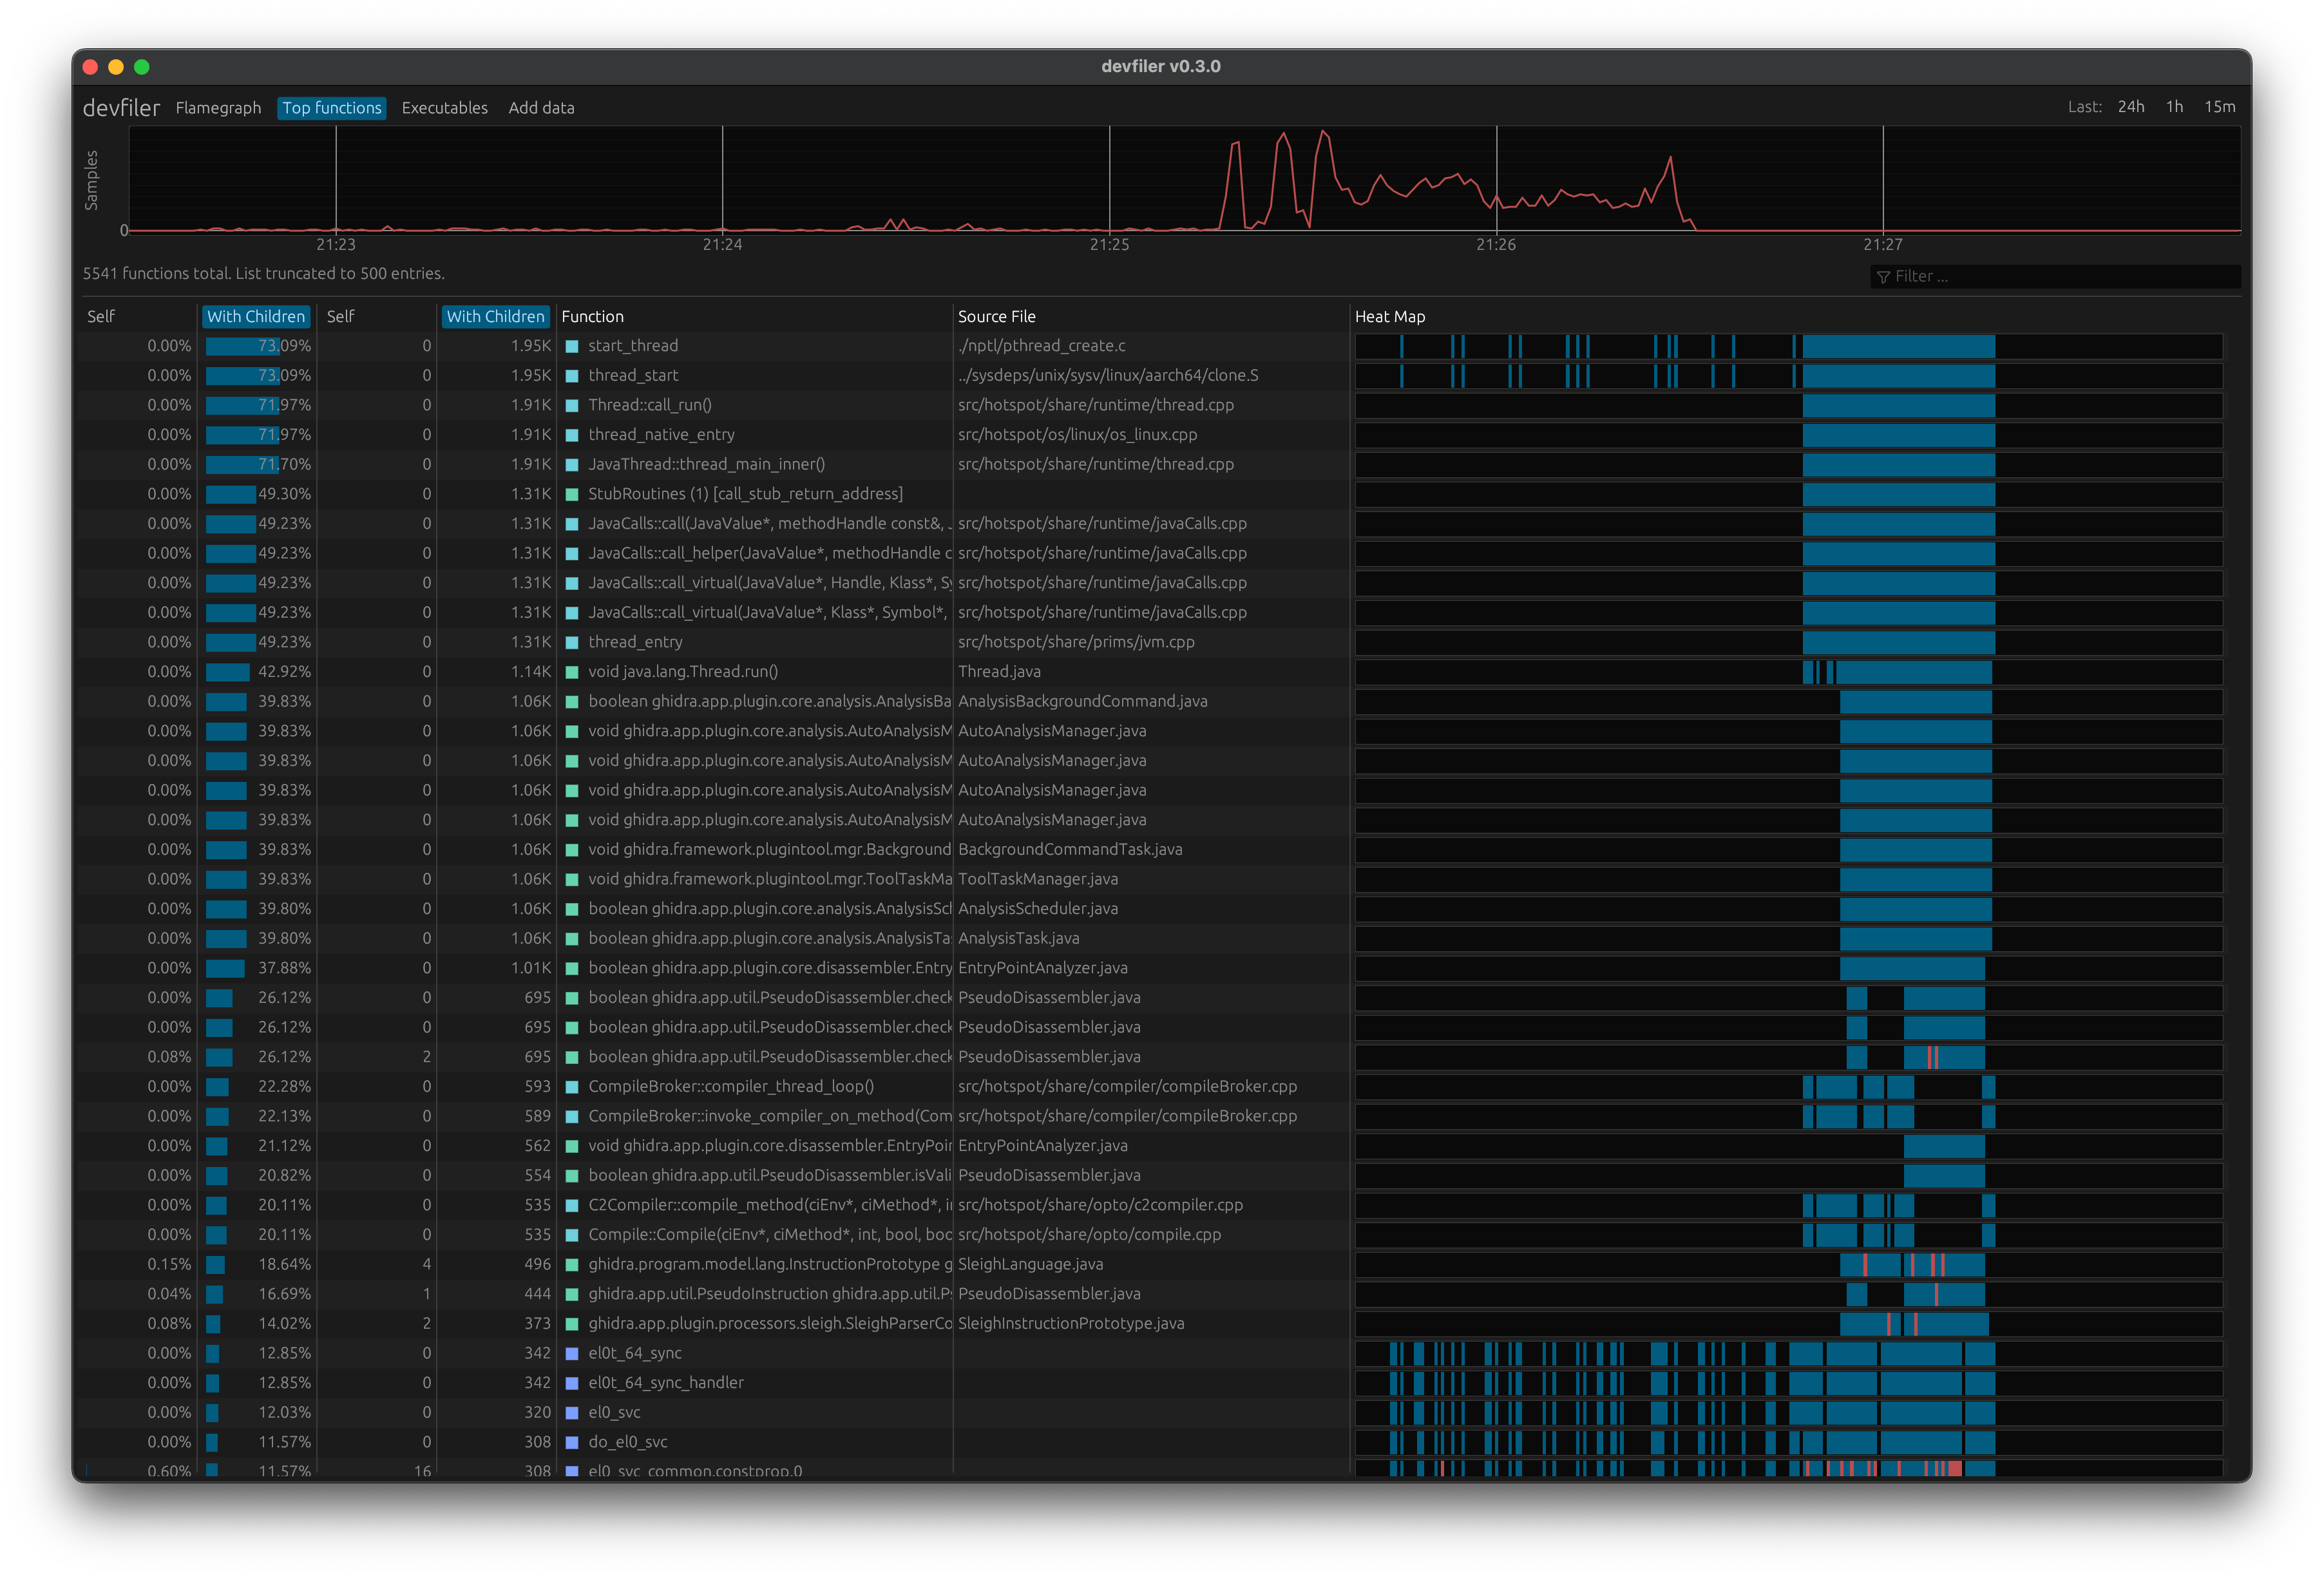 devfiler v0.3.0
devfiler Flamegraph Top functions Executables Add data Last: 24h 1h 15m
Samples
0
21:23 21:24 21:25 21:26 21:27
5541 functions total. List truncated to 500 entries. Filter ...
Self With Children Self With Children Function Source File Heat Map
0.00% 73.09% 0 1.95K start_thread ./nptl/pthread_create.c
0.00% 73.09% 0 1.95K thread_start ../sysdeps/unix/sysv/linux/aarch64/clone.S
0.00% 71.97% 0 1.91K Thread::call_run() src/hotspot/share/runtime/thread.cpp
0.00% 71.97% 0 1.91K thread_native_entry src/hotspot/os/linux/os_linux.cpp
0.00% 71.70% 0 1.91K JavaThread::thread_main_inner() src/hotspot/share/runtime/thread.cpp
0.00% 49.30% 0 1.31K StubRoutines (1) [call_stub_return_address]
0.00% 49.23% 0 1.31K JavaCalls::call(JavaValue*, methodHandle const&, src/hotspot/share/runtime/javaCalls.cpp
0.00% 49.23% 0 1.31K JavaCalls::call_helper(JavaValue*, methodHandle c src/hotspot/share/runtime/javaCalls.cpp
0.00% 49.23% 0 1.31K JavaCalls::call_virtual(JavaValue*, Handle, Klass*, Sy src/hotspot/share/runtime/javaCalls.cpp
0.00% 49.23% 0 1.31K JavaCalls::call_virtual(JavaValue*, Klass*, Symbol*, src/hotspot/share/runtime/javaCalls.cpp
0.00% 49.23% 0 1.31K thread_entry src/hotspot/share/prims/jvm.cpp
0.00% 42.92% 0 1.14K void java.lang.Thread.run() Thread.java
0.00% 39.83% 0 1.06K boolean ghidra.app.plugin.core.analysis.AnalysisBa AnalysisBackgroundCommand.java
0.00% 39.83% 0 1.06K void ghidra.app.plugin.core.analysis.AutoAnalysisM AutoAnalysisManager.java
0.00% 39.83% 0 1.06K void ghidra.app.plugin.core.analysis.AutoAnalysisM AutoAnalysisManager.java
0.00% 39.83% 0 1.06K void ghidra.app.plugin.core.analysis.AutoAnalysisM AutoAnalysisManager.java
0.00% 39.83% 0 1.06K void ghidra.app.plugin.core.analysis.AutoAnalysisM AutoAnalysisManager.java
0.00% 39.83% 0 1.06K void ghidra.framework.plugintool.mgr.Background BackgroundCommandTask.java
0.00% 39.83% 0 1.06K void ghidra.framework.plugintool.mgr.ToolTaskMa ToolTaskManager.java
0.00% 39.80% 0 1.06K boolean ghidra.app.plugin.core.analysis.AnalysisScl AnalysisScheduler.java
0.00% 39.80% 0 1.06K boolean ghidra.app.plugin.core.analysis.AnalysisTa AnalysisTask.java
0.00% 37.88% 0 1.01K boolean ghidra.app.plugin.core.disassembler.Entry EntryPointAnalyzer.java
0.00% 26.12% 0 695 boolean ghidra.app.util.PseudoDisassembler.check PseudoDisassembler.java
0.00% 26.12% 0 695 boolean ghidra.app.util.PseudoDisassembler.check PseudoDisassembler.java
0.08% 26.12% 2 695 boolean ghidra.app.util.PseudoDisassembler.check PseudoDisassembler.java
0.00% 22.28% 0 593 CompileBroker::compiler_thread_loop() src/hotspot/share/compiler/compileBroker.cpp
0.00% 22.13% 0 589 CompileBroker::invoke_compiler_on_method(Com src/hotspot/share/compiler/compileBroker.cpp
0.00% 21.12% 0 562 void ghidra.app.plugin.core.disassembler.EntryPoin EntryPointAnalyzer.java
0.00% 20.82% 0 554 boolean ghidra.app.util.PseudoDisassembler.isVali PseudoDisassembler.java
0.00% 20.11% 0 535 C2Compiler::compile_method(ciEnv*, ciMethod*, in src/hotspot/share/opto/c2compiler.cpp
0.00% 20.11% 0 535 Compile::Compile(ciEnv*, ciMethod*, int, bool, boo src/hotspot/share/opto/compile.cpp
0.15% 18.64% 4 496 ghidra.program.model.lang.InstructionPrototype g SleighLanguage.java
0.04% 16.69% 1 444 ghidra.app.util.PseudoInstruction ghidra.app.util.Ps PseudoDisassembler.java
0.08% 14.02% 2 373 ghidra.app.plugin.processors.sleigh.SleighParserCo SleighInstructionPrototype.java
0.00% 12.85% 0 342 el0t_64_sync
0.00% 12.85% 0 342 el0t_64_sync_handler
0.00% 12.03% 0 320 el0_svc
0.00% 11.57% 0 308 do_el0_svc
0.60% 11.57% 16 308 el0_svc_common.constprop.0